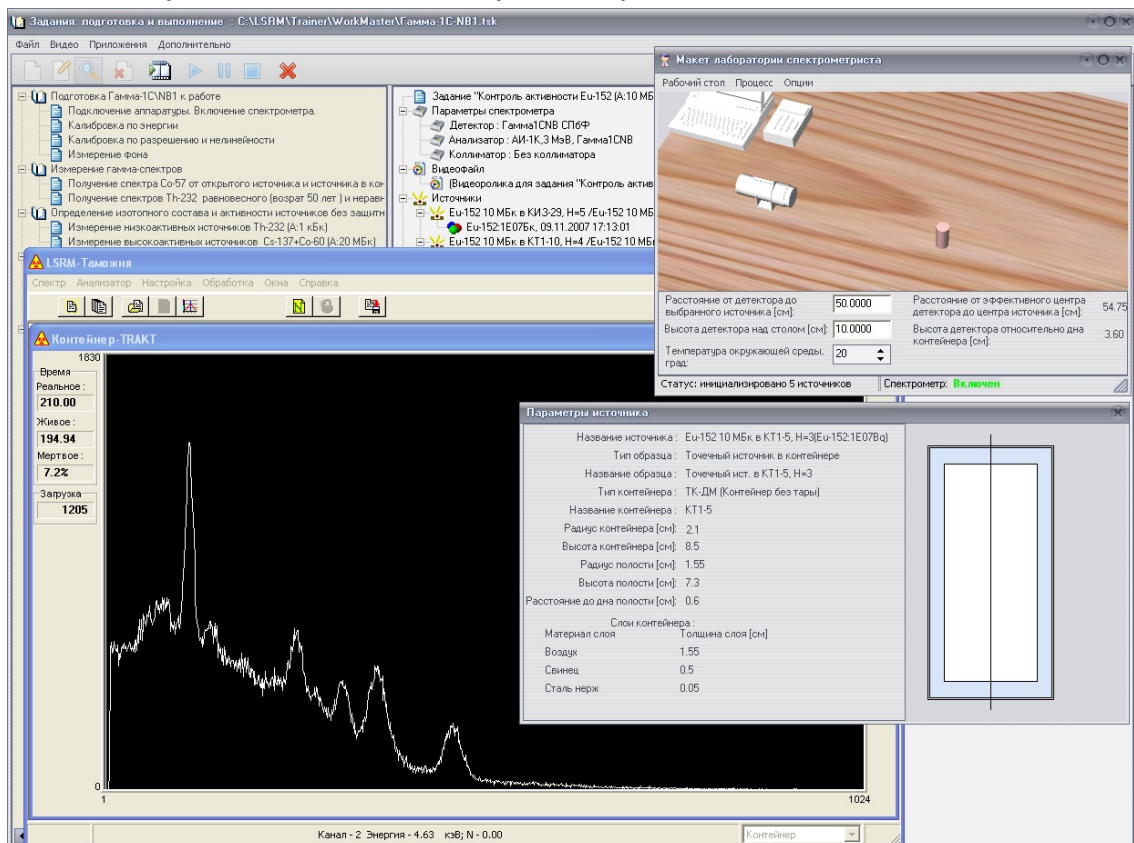 Задания: подготовка и выполнение : C:\LSRM\Trainer\WorkMaster\Гамма-1С-NB1.tsk
Файл Видео Приложения Дополнительно
Подготовка Гамма-1С\NB1 к работе
Подключение аппаратуры. Включение спектрометра.
Калибровка по энергии
Калибровка по разрешению и нелинейности
Измерение фона
Измерение гамма-спектров
Получение спектра Co-57 от открытого источника и источника в кон
Получение спектров Th-232 равновесного (возраст 50 лет ) и нерав
Определение изотопного состава и активности источников без защитн
Измерение низкоактивных источников Th-232 (A:1 кБк)
Измерение высокоактивных источников Cs-137+Co-60 (A:20 МБк)
Задание "Контроль активности Eu-152 (A:10 МБ
Параметры спектрометра
Детектор : Гамма1CNB СПбФ
Анализатор : АИ-1К,3 МэВ, Гамма1CNB
Коллиматор : Без коллиматора
Видеофайл
(Видеоролика для задания "Контроль актив
Источники
Eu-152 10 МБк в КИЗ-29, H=5 /Eu-152 10 МБ
Eu-152:1E07Бк, 09.11.2007 17:13:01
Eu-152 10 МБк в КТ1-10, H=4 /Eu-152 10 МБ
Макет лаборатории спектрометриста
Рабочий стол Процесс Опции
Расстояние от детектора до выбранного источника [см]: 50.0000
Расстояние от эффективного центра детектора до центра источника [см]: 54.75
Высота детектора над столом [см]: 10.0000
Высота детектора относительно дна контейнера [см]: 3.60
Температура окружающей среды, град: 20
Статус: инициализировано 5 источников
Спектрометр: Включен
LSRM-Таможня
Спектр Анализатор Настройка Обработка Окна Справка
Контейнер-TRAKT
1830
Время
Реальное :
210.00
Живое :
194.94
Мертвое :
7.2%
Загрузка
1205
0
1
1024
Канал - 2 Энергия - 4.63 кэВ; N - 0.00
Контейнер
Параметры источника
Название источника : Eu-152 10 МБк в КТ1-5, H=3(Eu-152:1E07Bq)
Тип образца : Точечный источник в контейнере
Название образца : Точечный ист. в КТ1-5, H=3
Тип контейнера : ТК-ДМ (Контейнер без тары)
Название контейнера : КТ1-5
Радиус контейнера [см]: 2.1
Высота контейнера [см]: 8.5
Радиус полости [см]: 1.55
Высота полости [см]: 7.3
Расстояние до дна полости [см]: 0.6
Слои контейнера :
Материал слоя Толщина слоя [см]
Воздух 1.55
Свинец 0.5
Сталь нерж 0.05